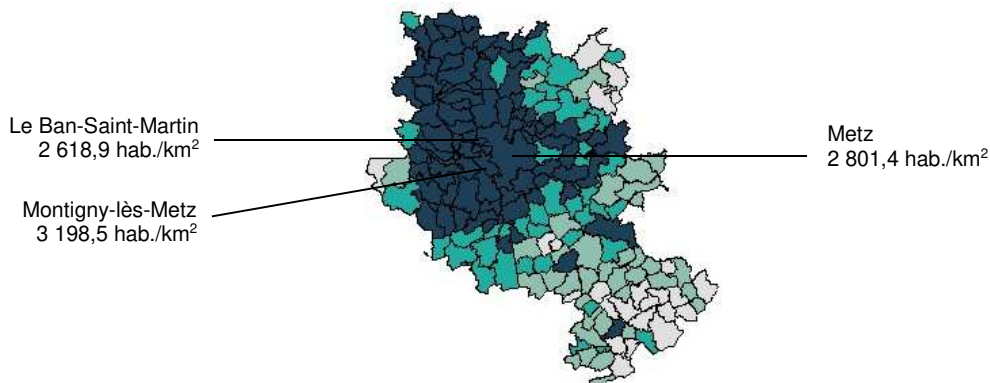 Le Ban-Saint-Martin
2 618,9 hab./km²
Montigny-lès-Metz
3 198,5 hab./km²
Metz
2 801,4 hab./km²